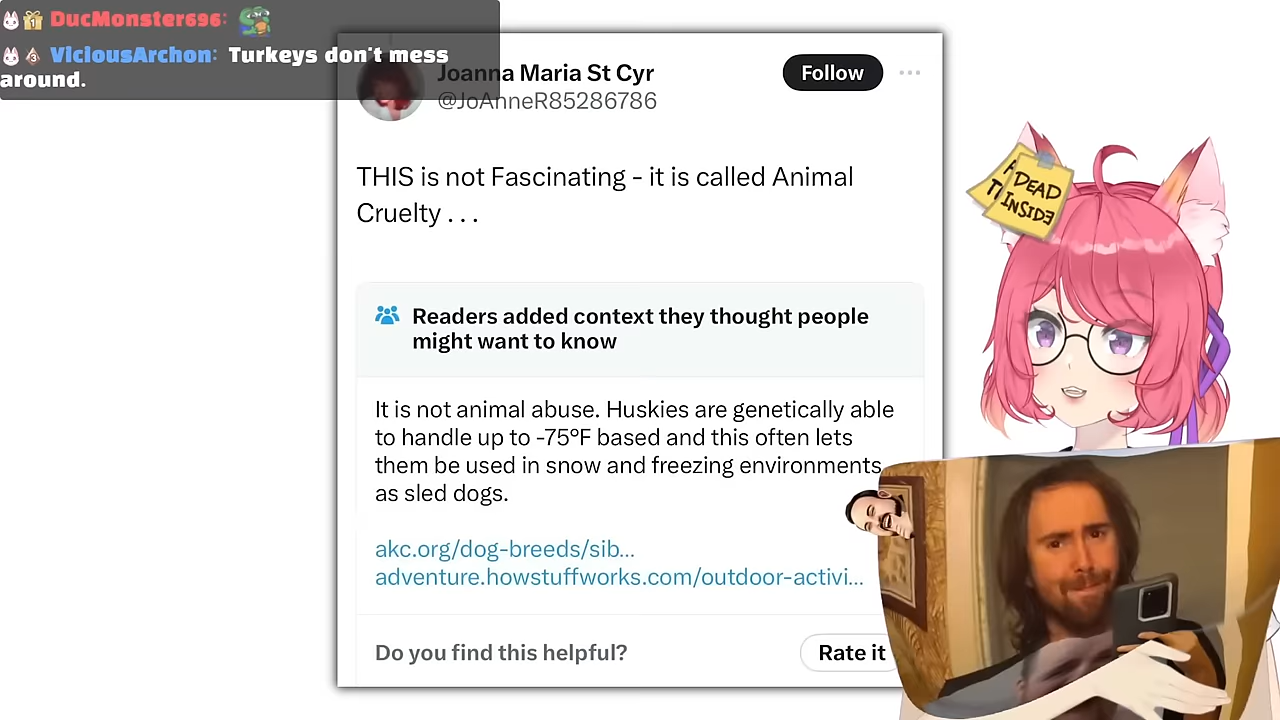 DucMonster696:
ViciousArchon: Turkeys don't mess
around.
Joanna Maria St Cyr
@JoAnneR85286786
Follow
THIS is not Fascinating - it is called Animal
Cruelty . . .
Readers added context they thought people
might want to know
It is not animal abuse. Huskies are genetically able
to handle up to -75°F based and this often lets
them be used in snow and freezing environments
as sled dogs.
akc.org/dog-breeds/sib...
adventure.howstuffworks.com/outdoor-activi...
Do you find this helpful?
Rate it
DEAD
INSIDE